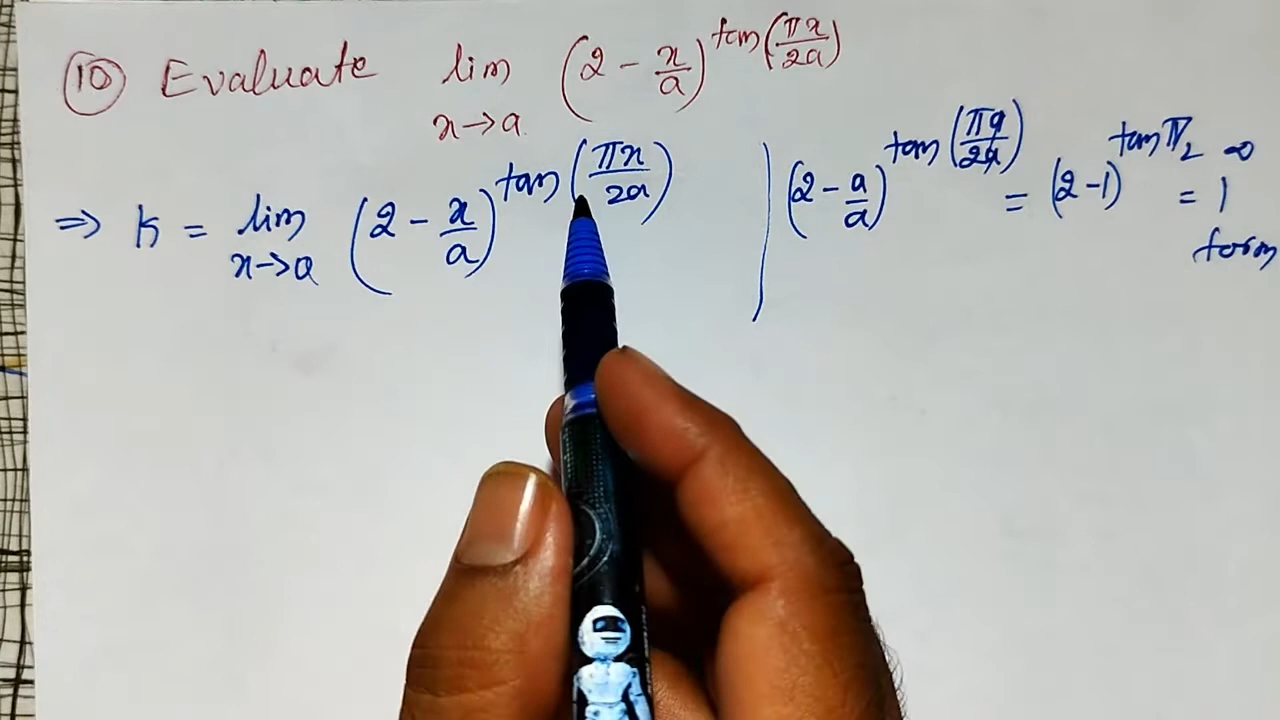 ⑩ Evaluate lim x→a (2 - x/a)^tan(πx/2a)
⇒ K = lim x→a (2 - x/a)^tan(πx/2a) | (2 - a/a)^tan(πa/2a) = (2-1)^tan π/2 = 1^∞ form